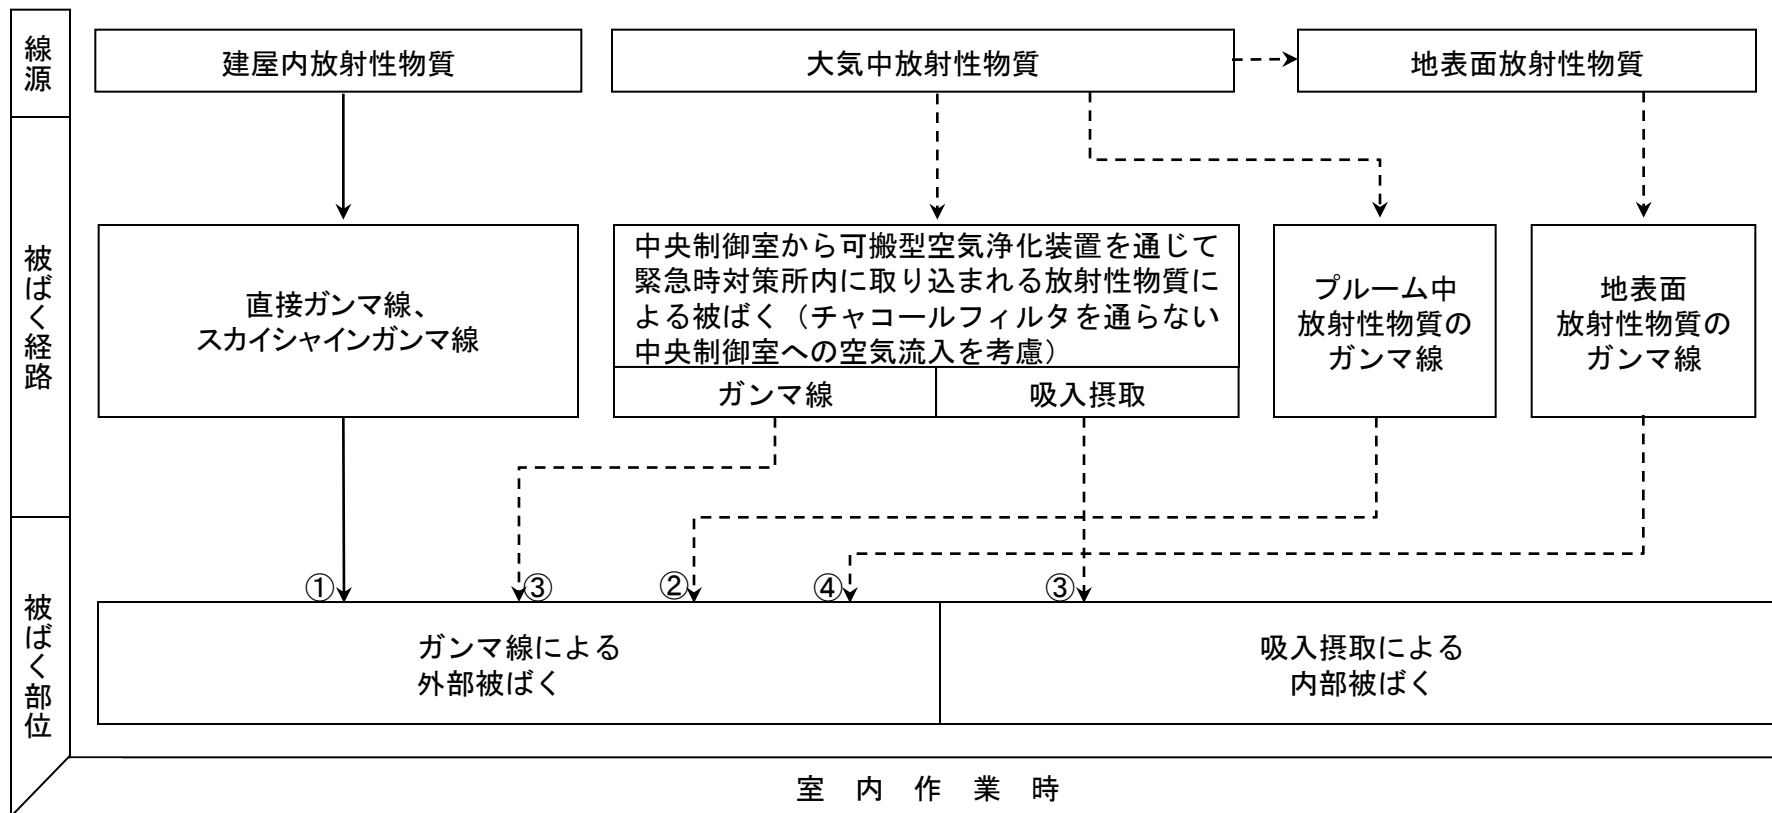 線源
建屋内放射性物質
大気中放射性物質
地表面放射性物質
被ばく経路
直接ガンマ線、
スカイシャインガンマ線
中央制御室から可搬型空気浄化装置を通じて
緊急時対策所内に取り込まれる放射性物質に
よる被ばく（チャコールフィルタを通らない
中央制御室への空気流入を考慮）
ガンマ線
吸入摂取
プルーム中
放射性物質の
ガンマ線
地表面
放射性物質の
ガンマ線
①
③
②
④
③
被ばく部位
ガンマ線による
外部被ばく
吸入摂取による
内部被ばく
室内作業時